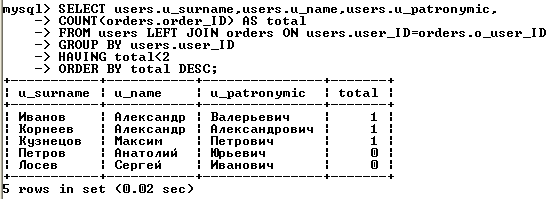 mysql> SELECT users.u_surname,users.u_name,users.u_patronymic,
-> COUNT(orders.order_ID) AS total
-> FROM users LEFT JOIN orders ON users.user_ID=orders.o_user_ID
-> GROUP BY users.user_ID
-> HAVING total<2
-> ORDER BY total DESC;
+-----------+-----------+---------------+-------+
| u_surname | u_name | u_patronymic | total |
+-----------+-----------+---------------+-------+
| Иванов | Александр | Валерьевич | 1 |
| Корнеев | Александр | Александрович | 1 |
| Кузнецов | Максим | Петрович | 1 |
| Петров | Анатолий | Юрьевич | 0 |
| Лосев | Сергей | Иванович | 0 |
+-----------+-----------+---------------+-------+
5 rows in set (0.02 sec)